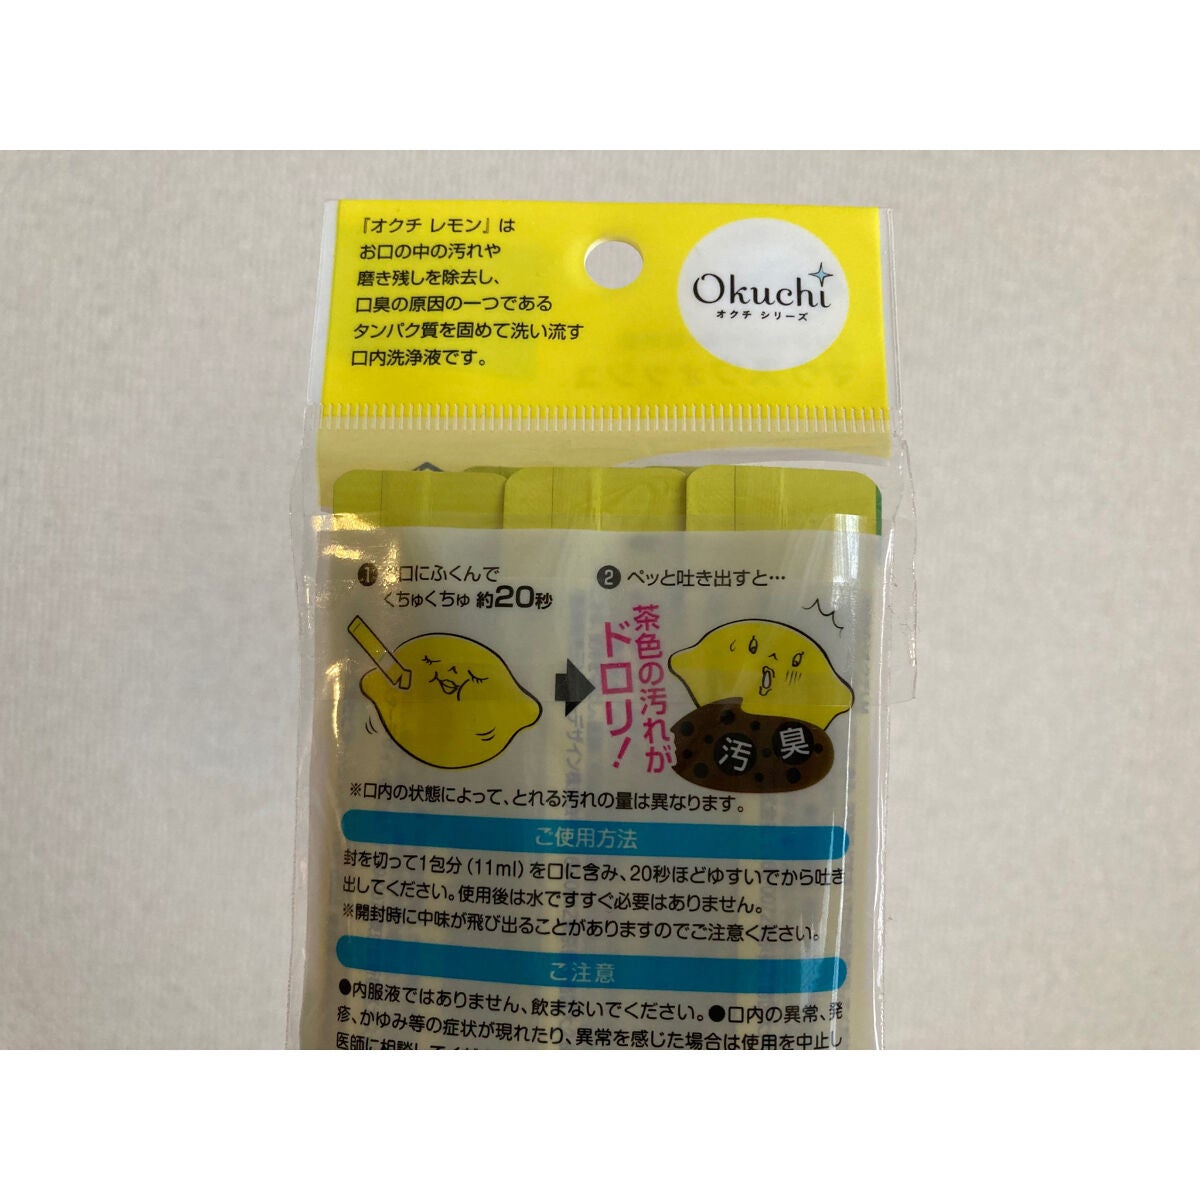 『オクチ レモン』は
お口の中の汚れや
磨き残しを除去し、
口臭の原因の一つである
タンパク質を固めて洗い流す
口内洗浄液です。
Okuchi
オクチ シリーズ
1 口にふくんで
くちゅくちゅ 約20秒
2 ペッと吐き出すと…
茶色の汚れが
ドロリ!
汚 臭
※口内の状態によって、とれる汚れの量は異なります。
ご使用方法
封を切って1包分(11ml)を口に含み、20秒ほどゆすいでから吐き
出してください。使用後は水ですすぐ必要はありません。
※開封時に中味が飛び出ることがありますのでご注意ください。
ご注意
●内服液ではありません、飲まないでください。●口内の異常、発
疹、かゆみ等の症状が現れたり、異常を感じた場合は使用を中止し
医師に相談してく